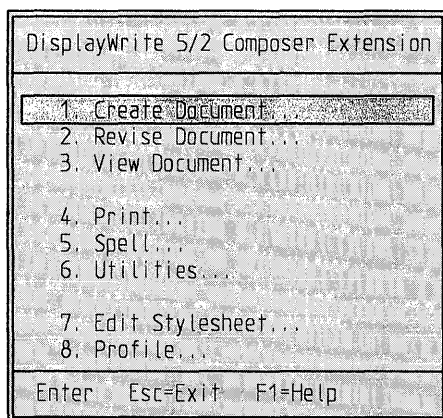 DisplayWrite 5/2 Composer Extension
1. Create Document...
2. Revise Document...
3. View Document...
4. Print...
5. Spell...
6. Utilities...
7. Edit Stylesheet...
8. Profile...
Enter Esc=Exit F1=Help